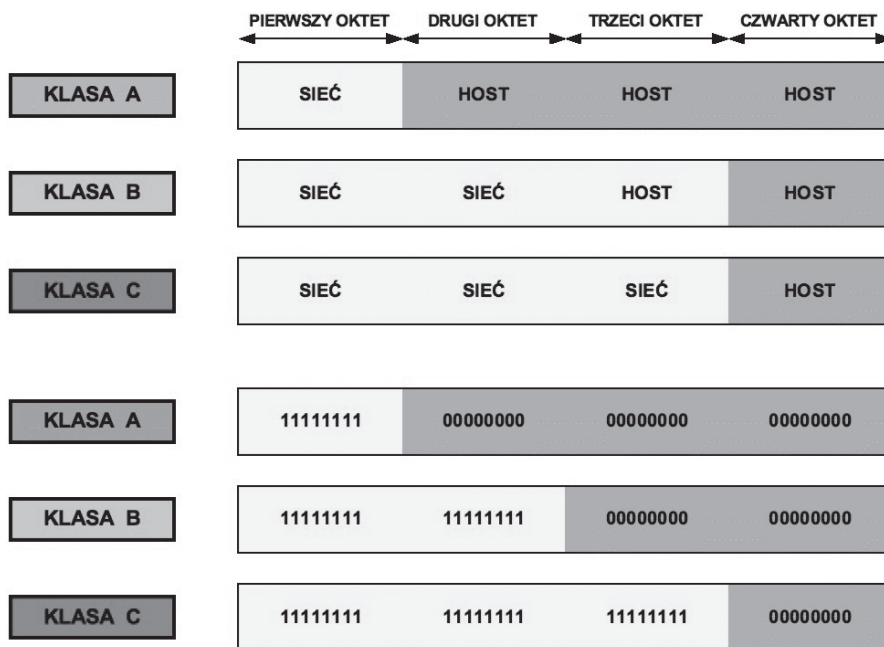 PIERWSZY OKTET DRUGI OKTET TRZECI OKTET CZWARTY OKTET
KLASA A SIEĆ HOST HOST HOST
KLASA B SIEĆ SIEĆ HOST HOST
KLASA C SIEĆ SIEĆ SIEĆ HOST
KLASA A 11111111 00000000 00000000 00000000
KLASA B 11111111 11111111 00000000 00000000
KLASA C 11111111 11111111 11111111 00000000